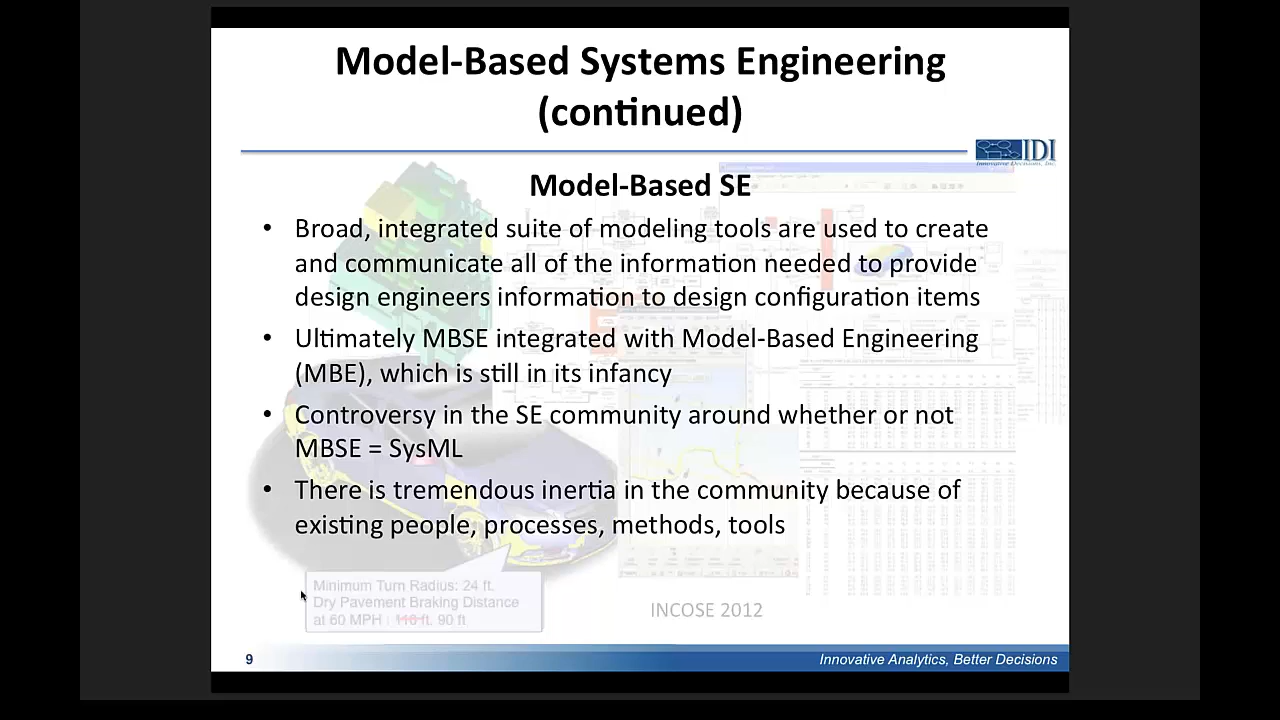 Model-Based Systems Engineering
(continued)
IDI
Innovative Decisions, Inc.
Model-Based SE
• Broad, integrated suite of modeling tools are used to create
and communicate all of the information needed to provide
design engineers information to design configuration items
• Ultimately MBSE integrated with Model-Based Engineering
(MBE), which is still in its infancy
• Controversy in the SE community around whether or not
MBSE = SysML
• There is tremendous inertia in the community because of
existing people, processes, methods, tools
Minimum Turn Radius: 24 ft.
Dry Pavement Braking Distance
at 60 MPH : 110 ft. 90 ft
INCOSE 2012
9
Innovative Analytics, Better Decisions